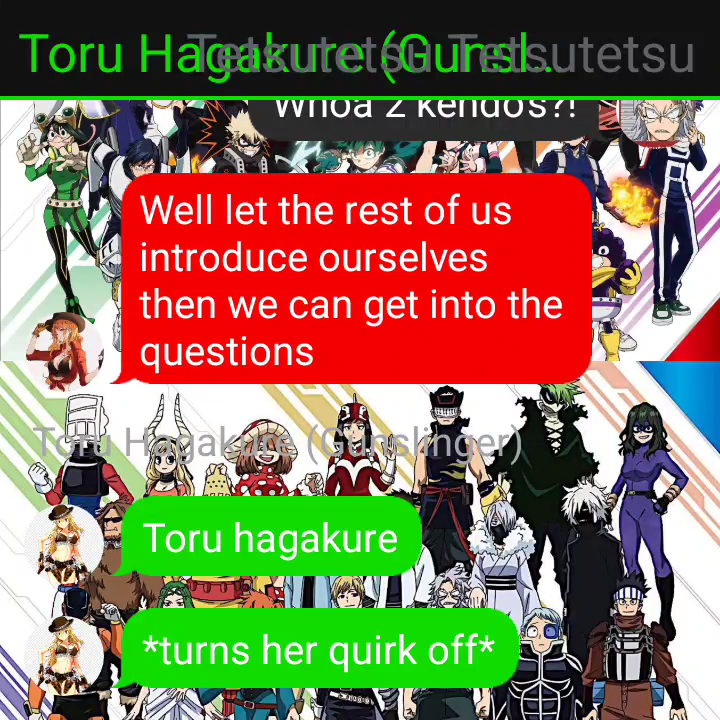 Toru Hagakure (Gunsl...
Tetsutetsu Tetsutetsu
Whoa 2 kendo's?!
Well let the rest of us
introduce ourselves
then we can get into the
questions
Toru Hagakure (Gunslinger)
Toru hagakure
*turns her quirk off*